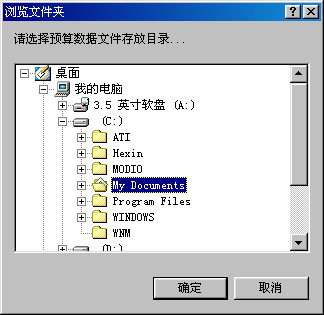 浏览文件夹
请选择预算数据文件存放目录...
桌面
我的电脑
3.5 英寸软盘 (A:)
(C:)
ATI
Hexin
MODIO
My Documents
Program Files
WINDOWS
WNM
(D:)
确定 取消